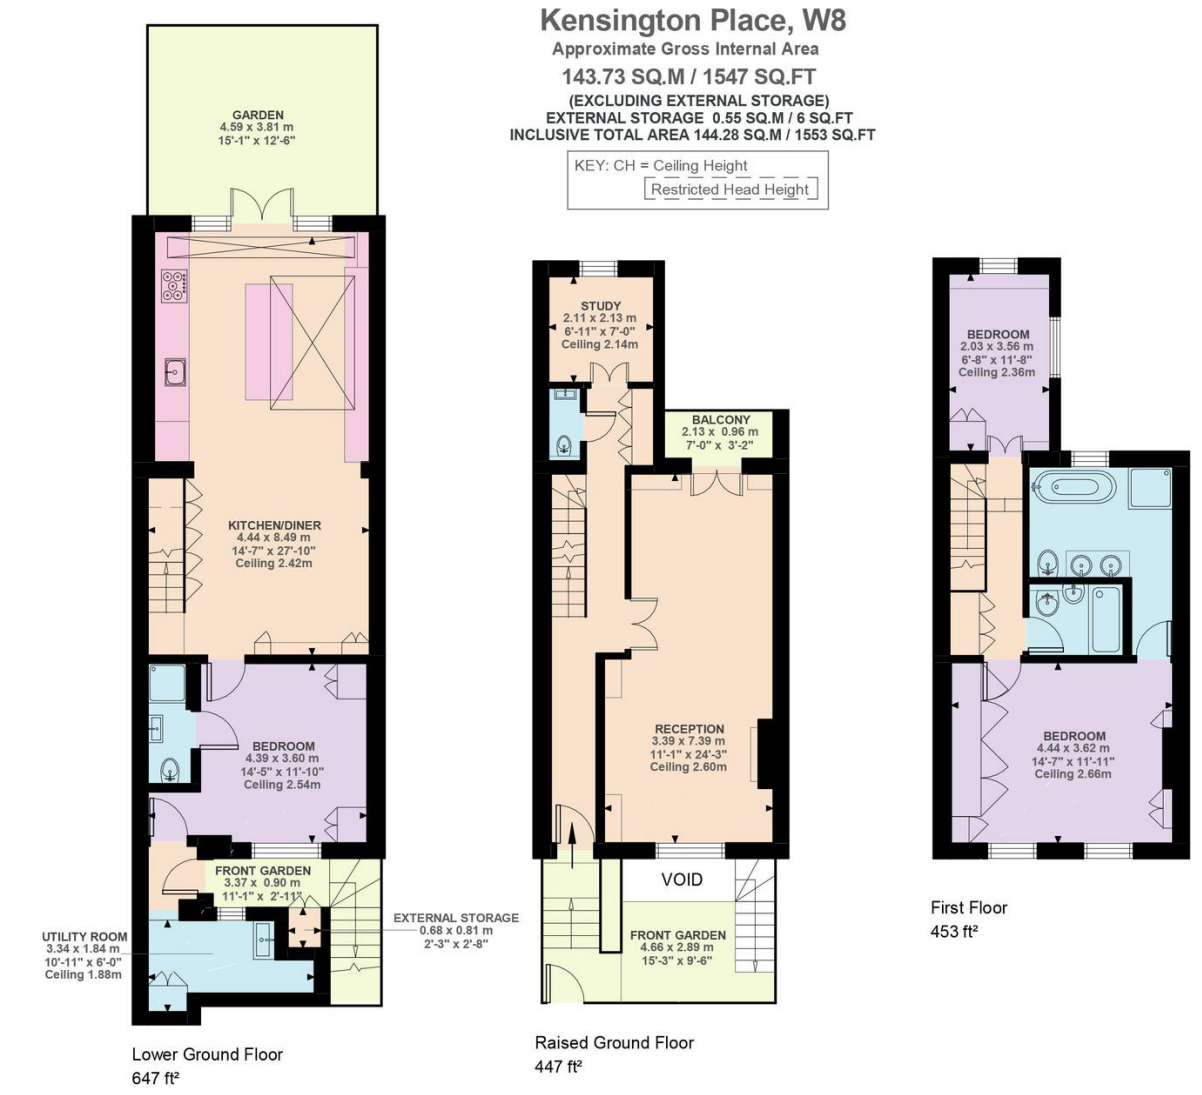 Kensington Place, W8
Approximate Gross Internal Area
143.73 SQ.M / 1547 SQ.FT
(EXCLUDING EXTERNAL STORAGE)
EXTERNAL STORAGE 0.55 SQ.M / 6 SQ.FT
INCLUSIVE TOTAL AREA 144.28 SQ.M / 1553 SQ.FT
KEY: CH = Ceiling Height
Restricted Head Height
GARDEN
4.59 x 3.81 m
15'-1" x 12'-6"
KITCHEN/DINER
4.44 x 8.49 m
14'-7" x 27'-10"
Ceiling 2.42m
BEDROOM
4.39 x 3.60 m
14'-5" x 11'-10"
Ceiling 2.54m
FRONT GARDEN
3.37 x 0.90 m
11'-1" x 2'-11"
EXTERNAL STORAGE
0.68 x 0.81 m
2'-3" x 2'-8"
UTILITY ROOM
3.34 x 1.84 m
10'-11" x 6'-0"
Ceiling 1.88m
Lower Ground Floor
647 ft²
STUDY
2.11 x 2.13 m
6'-11" x 7'-0"
Ceiling 2.14m
BALCONY
2.13 x 0.96 m
7'-0" x 3'-2"
RECEPTION
3.39 x 7.39 m
11'-1" x 24'-3"
Ceiling 2.60m
VOID
FRONT GARDEN
4.66 x 2.89 m
15'-3" x 9'-6"
Raised Ground Floor
447 ft²
BEDROOM
2.03 x 3.56 m
6'-8" x 11'-8"
Ceiling 2.36m
BEDROOM
4.44 x 3.62 m
14'-7" x 11'-11"
Ceiling 2.66m
First Floor
453 ft²